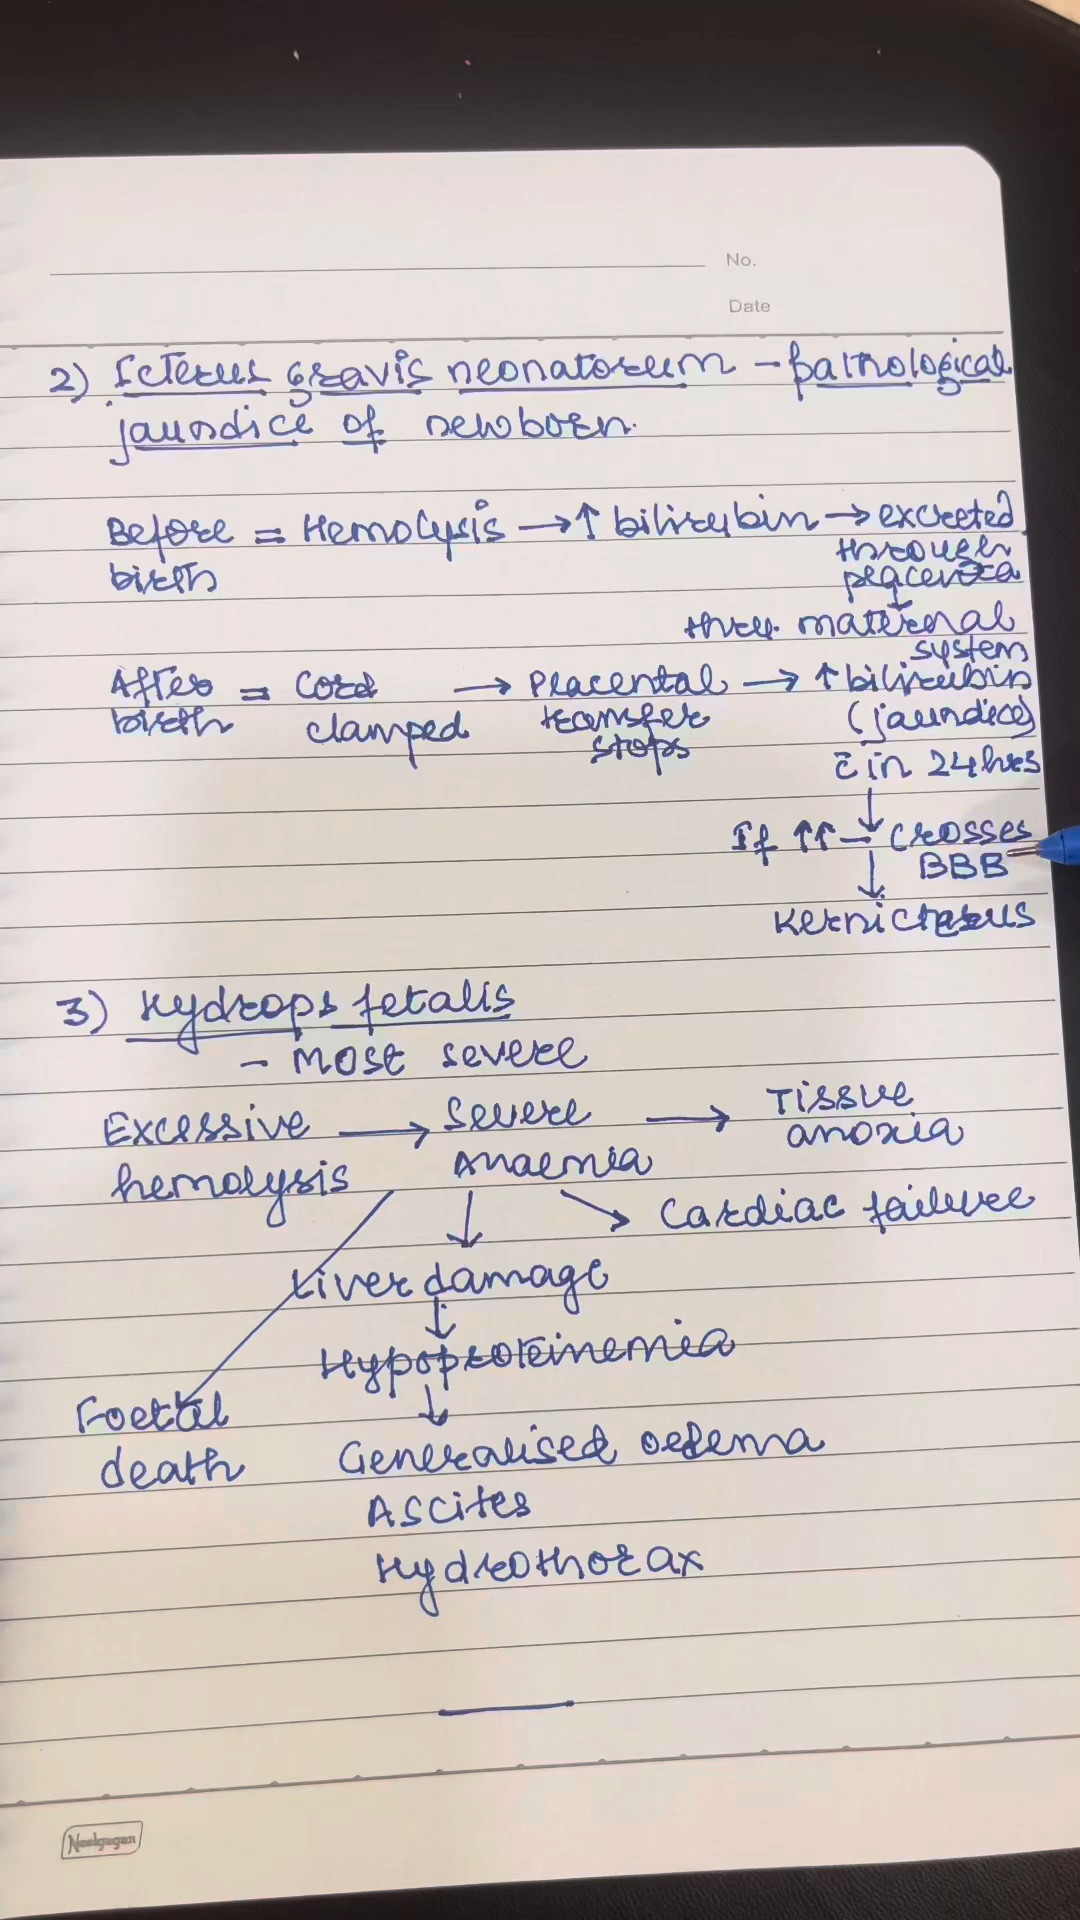 No.
Date
2) Icterus gravis neonatorum - pathological
jaundice of newborn.
Before = Hemolysis → ↑ bilirubin → excreted
birth
through
placenta
↓
thru. maternal
system
After = Cord → Placental → ↑ bilirubin
birth clamped transfer (jaundice)
stops
c̄ in 24 hrs
↓
If ↑↑ → crosses
BBB
↓
Kernicterus
3) Hydrops fetalis
- Most severe
Excessive → Severe → Tissue
hemolysis Anaemia anoxia
↓ → Cardiac failure
Liver damage
↓
Hypoproteinemia
↓
Foetal
death
Generalised oedema
Ascites
Hydrothorax
Neelgagan